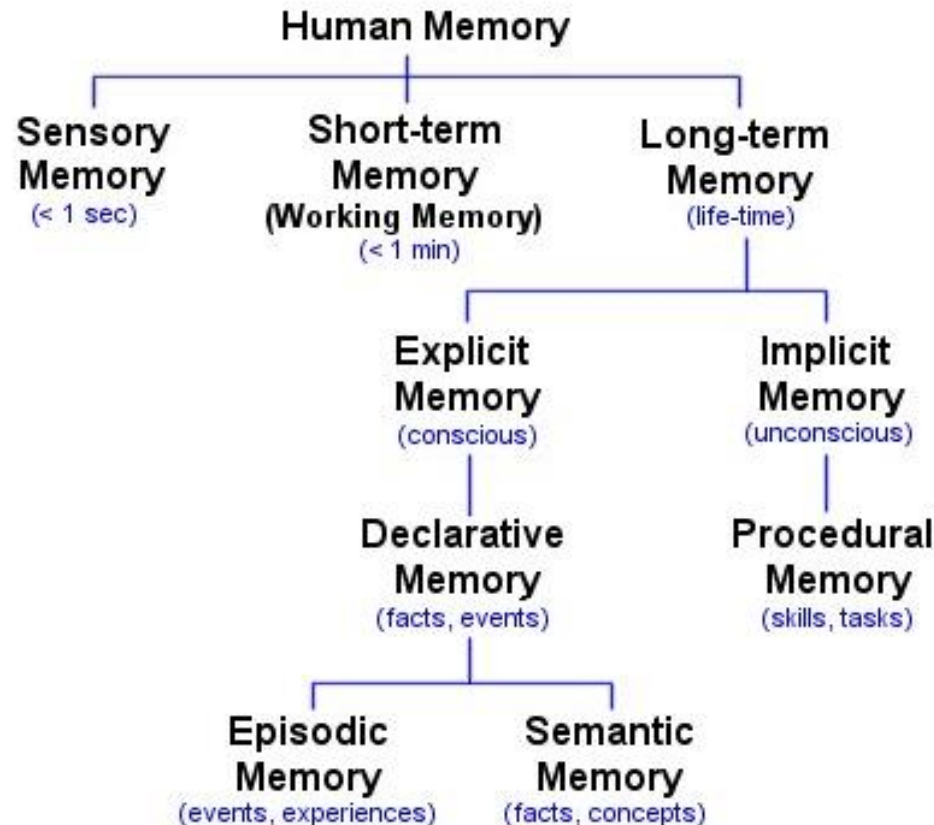 Human Memory
Sensory
Memory
(< 1 sec)
Short-term
Memory
(Working Memory)
(< 1 min)
Long-term
Memory
(life-time)
Explicit
Memory
(conscious)
Implicit
Memory
(unconscious)
Declarative
Memory
(facts, events)
Procedural
Memory
(skills, tasks)
Episodic
Memory
(events, experiences)
Semantic
Memory
(facts, concepts)